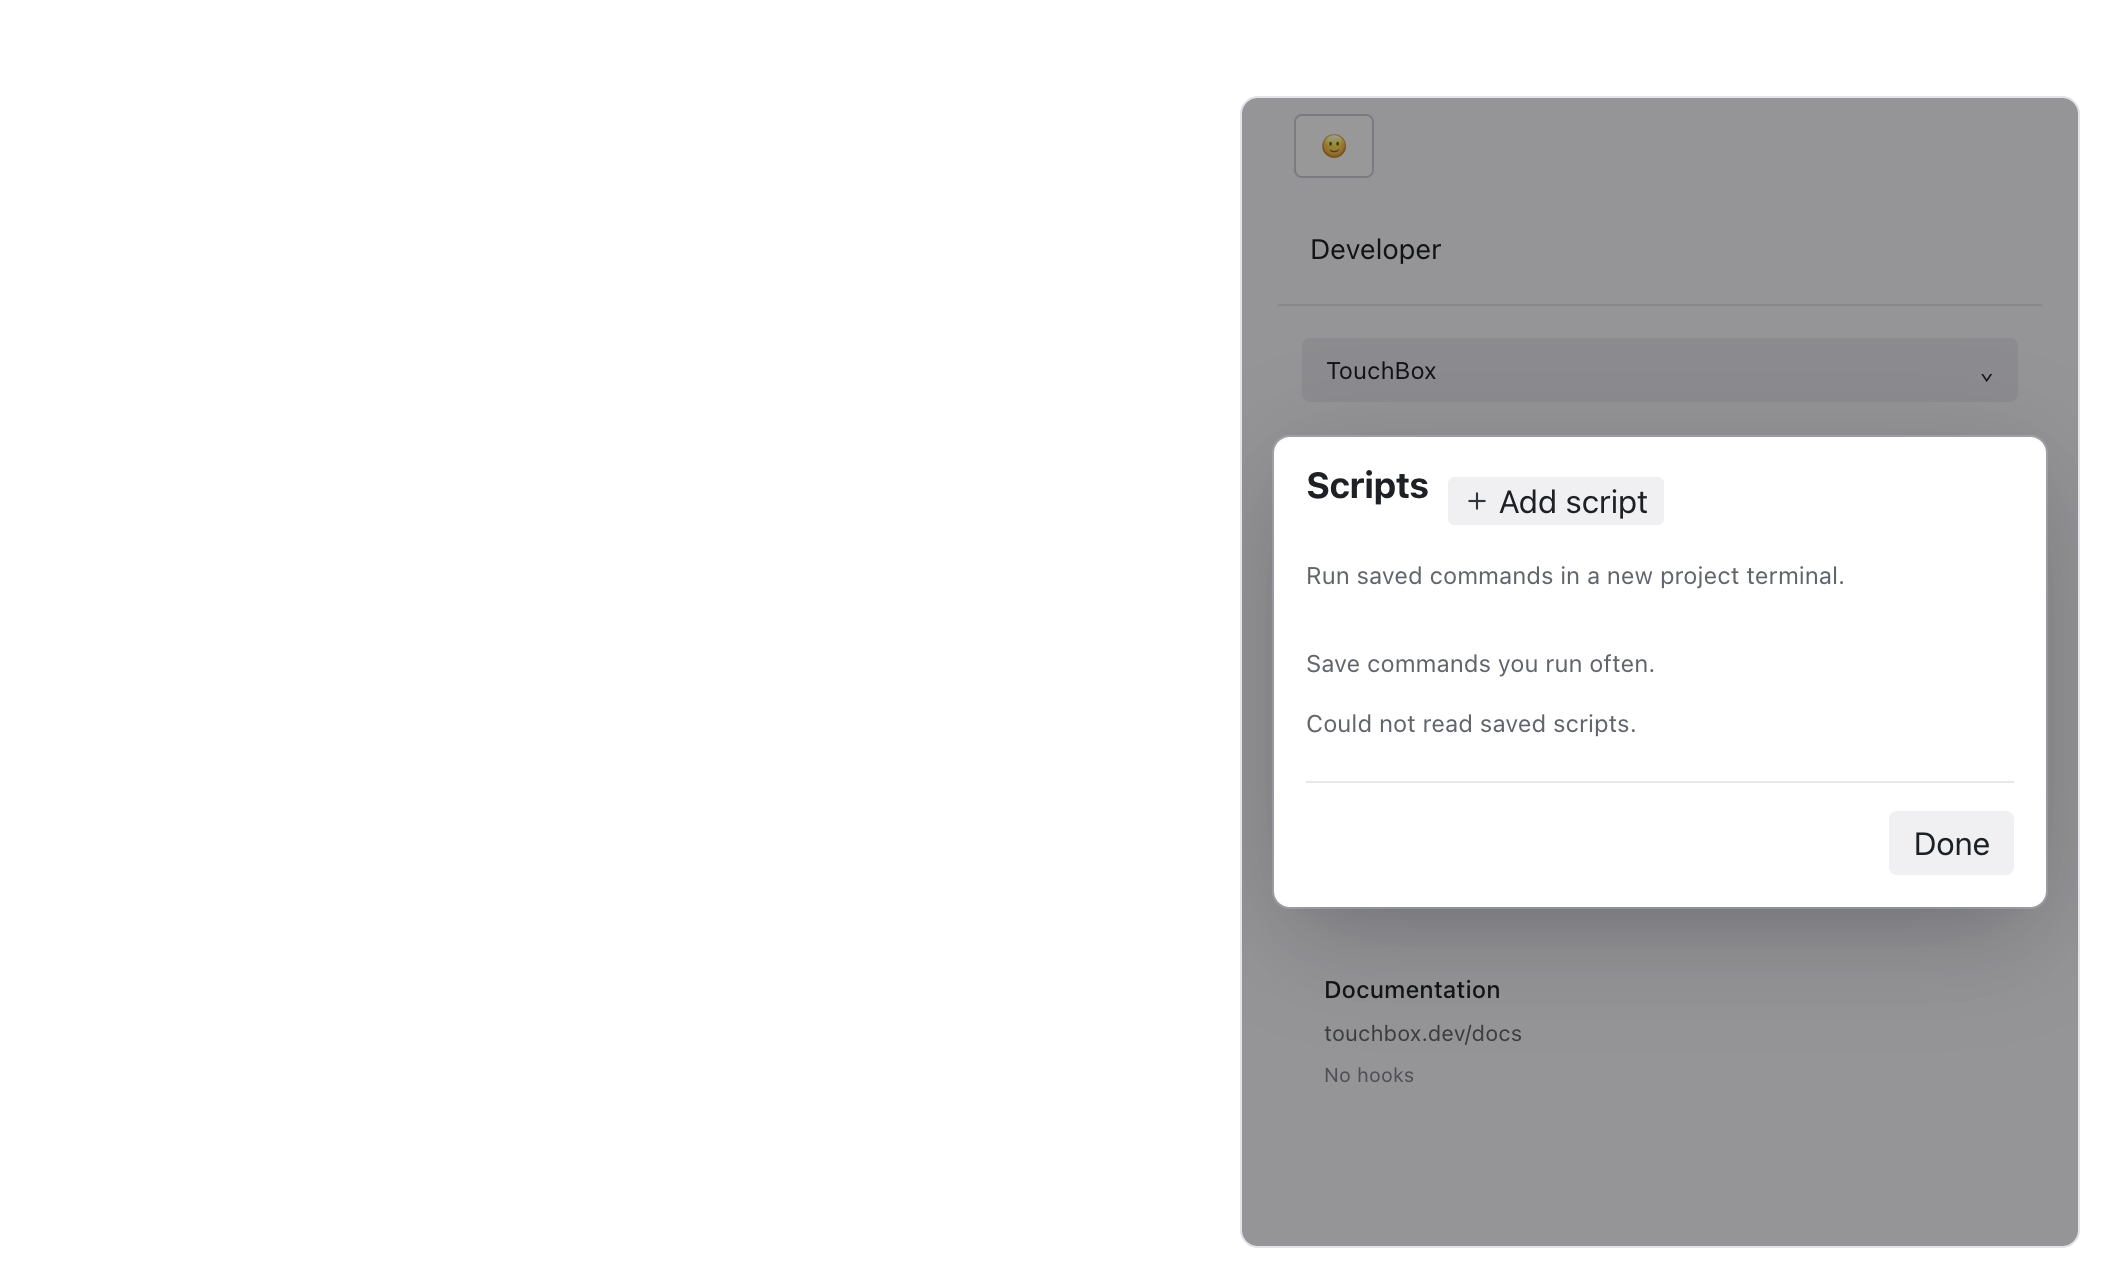 Developer
TouchBox
Scripts
+ Add script
Run saved commands in a new project terminal.
Save commands you run often.
Could not read saved scripts.
Done
Documentation
touchbox.dev/docs
No hooks